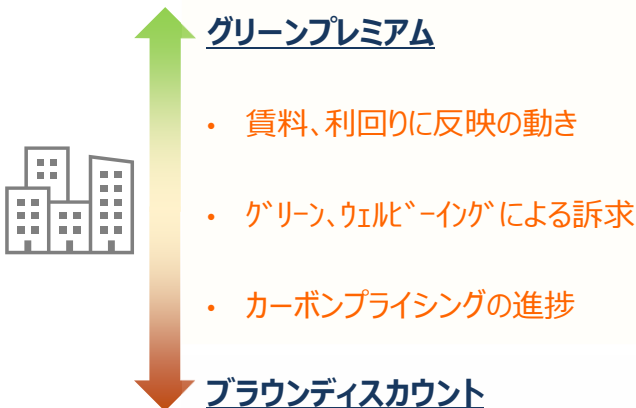 グリーンプレミアム
• 賃料、利回りに反映の動き
• ｸﾞﾘｰﾝ、ｳｪﾙﾋﾞｰｲﾝｸﾞによる訴求
• カーボンプライシングの進捗
ブラウンディスカウント